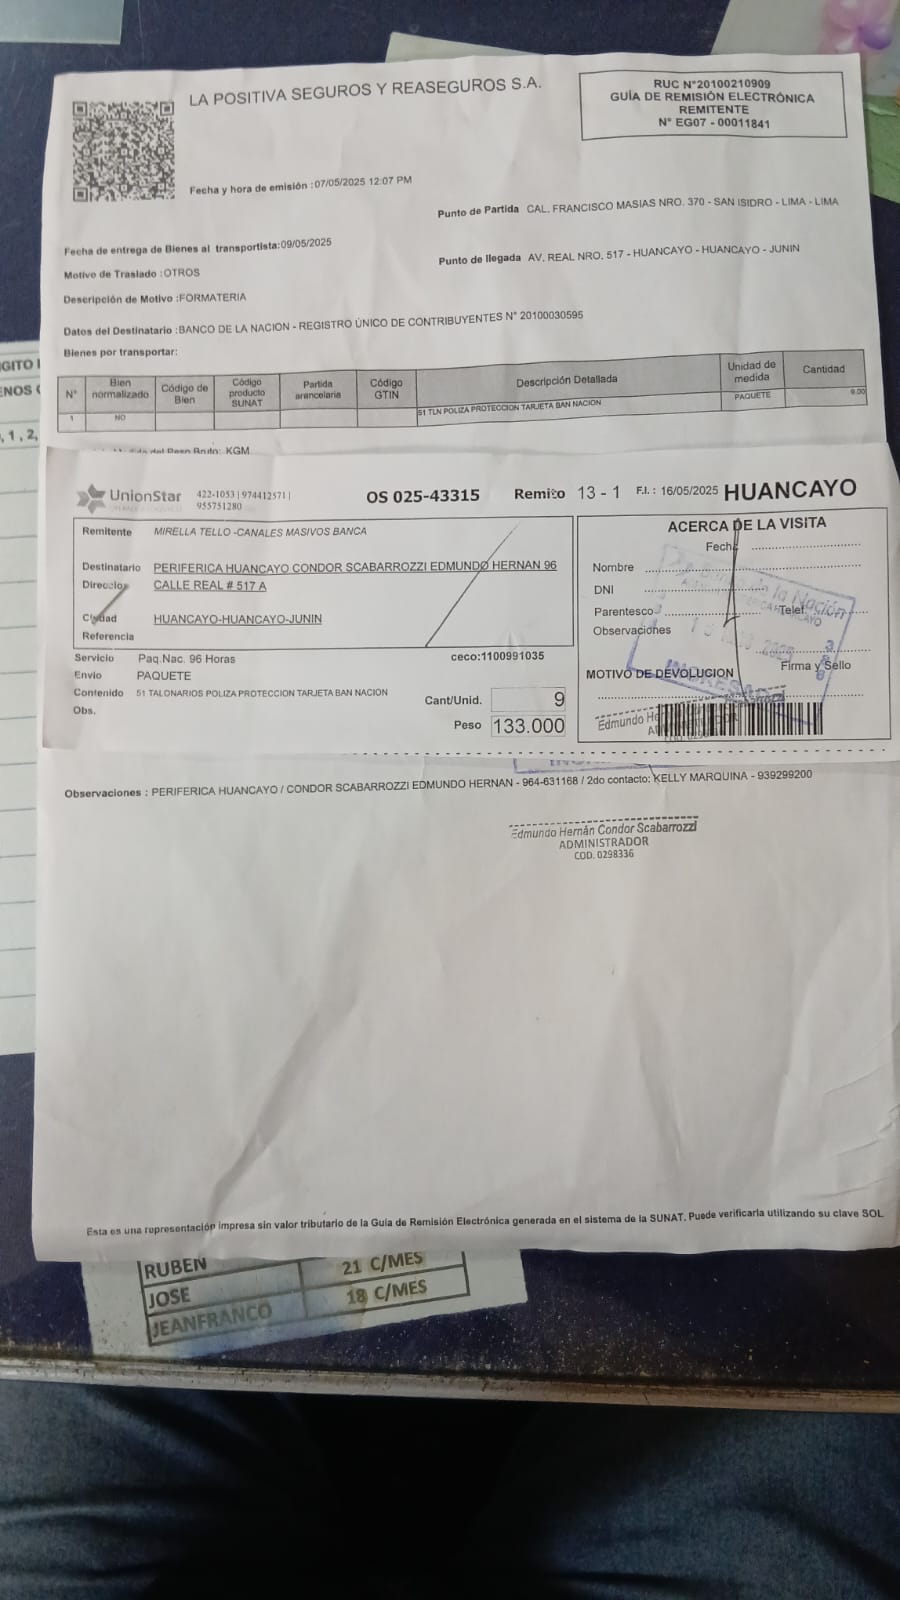 LA POSITIVA SEGUROS Y REASEGUROS S.A.
RUC N°20100210909
GUÍA DE REMISIÓN ELECTRÓNICA
REMITENTE
N° EG07 - 00011841
Fecha y hora de emisión :07/05/2025 12:07 PM
Punto de Partida CAL. FRANCISCO MASIAS NRO. 370 - SAN ISIDRO - LIMA - LIMA
Fecha de entrega de Bienes al transportista:09/05/2025
Punto de llegada AV. REAL NRO. 517 - HUANCAYO - HUANCAYO - JUNIN
Motivo de Traslado :OTROS
Descripción de Motivo :FORMATERIA
Datos del Destinatario :BANCO DE LA NACION - REGISTRO ÚNICO DE CONTRIBUYENTES N° 20100030595
Bienes por transportar:
N° Bien normalizado Código de Bien Código producto SUNAT Partida arancelaria Código GTIN Descripción Detallada Unidad de medida Cantidad
1 NO 51 TLN POLIZA PROTECCION TARJETA BAN NACION PAQUETE 9.00
del Peso Bruto: KGM
UnionStar 422-1053 | 974412571 |
955751280
OS 025-43315 Remito 13 - 1 F.I. : 16/05/2025 HUANCAYO
Remitente MIRELLA TELLO -CANALES MASIVOS BANCA
Destinatario PERIFERICA HUANCAYO CONDOR SCABARROZZI EDMUNDO HERNAN 96
Dirección CALLE REAL # 517 A
Ciudad HUANCAYO-HUANCAYO-JUNIN
Referencia
Servicio Paq.Nac. 96 Horas ceco:1100991035
Envio PAQUETE
Contenido 51 TALONARIOS POLIZA PROTECCION TARJETA BAN NACION
Obs.
Cant/Unid. 9
Peso 133.000
ACERCA DE LA VISITA
Fecha
Nombre
DNI
Parentesco Telef.
Observaciones
Firma y Sello
MOTIVO DE DEVOLUCION
de la Nación
2025
Edmundo He
Observaciones : PERIFERICA HUANCAYO / CONDOR SCABARROZZI EDMUNDO HERNAN - 964-631168 / 2do contacto: KELLY MARQUINA - 939299200
Edmundo Hernán Condor Scabarrozzi
ADMINISTRADOR
COD. 0298336
Esta es una representación impresa sin valor tributario de la Guía de Remisión Electrónica generada en el sistema de la SUNAT. Puede verificarla utilizando su clave SOL
RUBEN 21 C/MES
JOSE 18 C/MES
JEANFRANCO